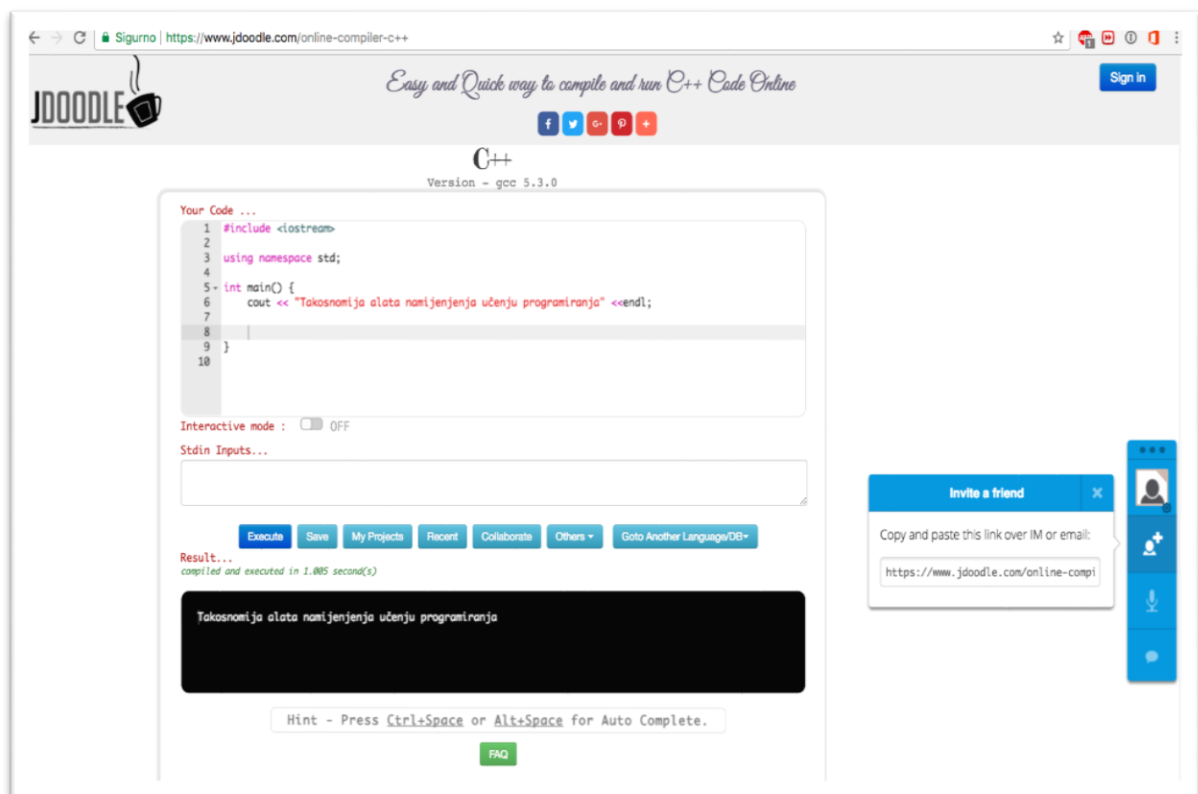 Sigurno | https://www.jdoodle.com/online-compiler-c++
JDOODLE
Easy and Quick way to compile and run C++ Code Online
Sign in
C++
Version - gcc 5.3.0
Your Code ...
1 #include <iostream>
2
3 using namespace std;
4
5 int main() {
6 cout << "Takosnomija alata namijenjenja učenju programiranja" <<endl;
7
8
9 }
10
Interactive mode : OFF
Stdin Inputs...
Execute Save My Projects Recent Collaborate Others Goto Another Language/DB
Result...
compiled and executed in 1.005 second(s)
Takosnomija alata namijenjenja učenju programiranja
Hint - Press Ctrl+Space or Alt+Space for Auto Complete.
FAQ
Invite a friend
Copy and paste this link over IM or email:
https://www.jdoodle.com/online-compi